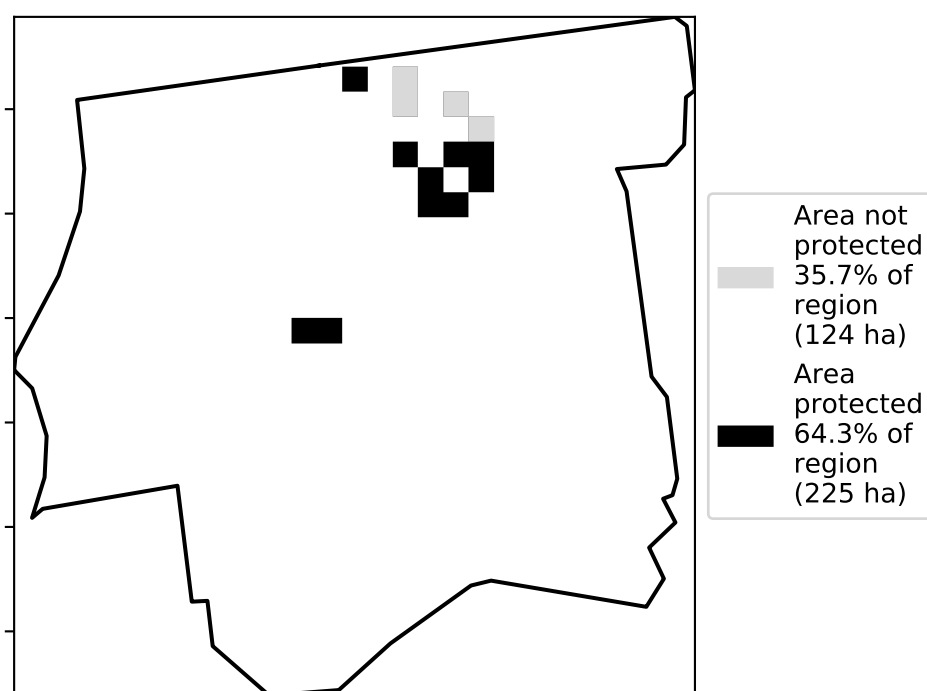 Area not
protected
35.7% of
region
(124 ha)
Area
protected
64.3% of
region
(225 ha)